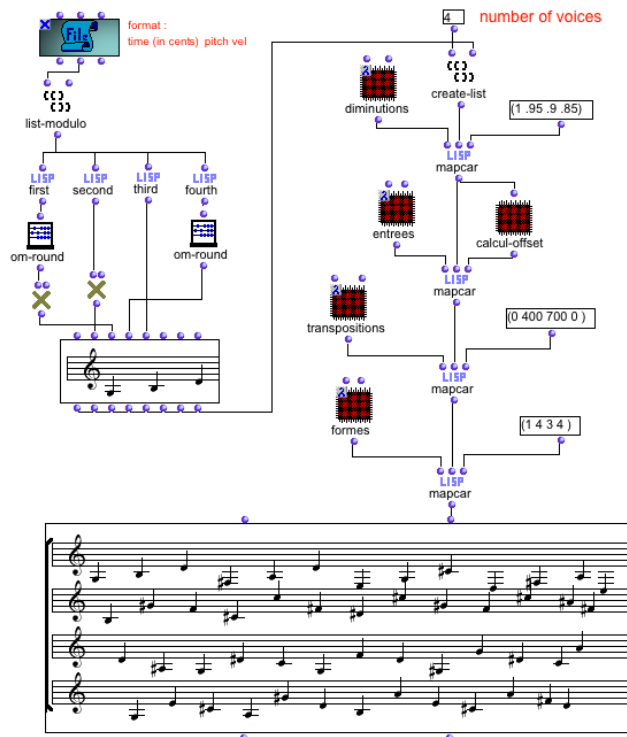 format :
time (in cents) pitch vel
File
list-modulo
LISP
first
LISP
second
LISP
third
LISP
fourth
om-round
om-round
4
number of voices
diminutions
create-list
(1 .95 .9 .85)
LISP
mapcar
entrees
calcul-offset
LISP
mapcar
transpositions
(0 400 700 0 )
LISP
mapcar
formes
(1 4 3 4 )
LISP
mapcar